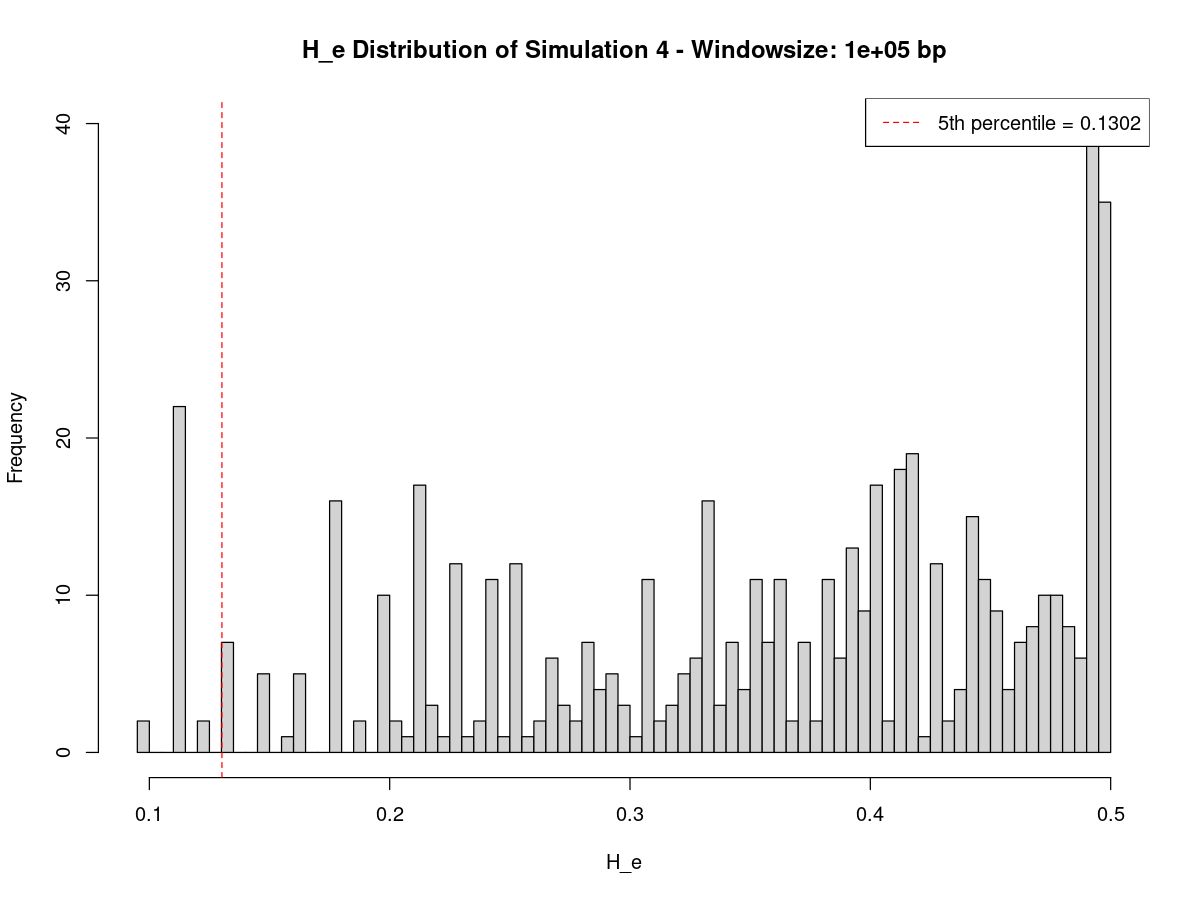 H_e Distribution of Simulation 4 - Windowsize: 1e+05 bp
5th percentile = 0.1302
Frequency
40
30
20
10
0
0.1 0.2 0.3 0.4 0.5
H_e